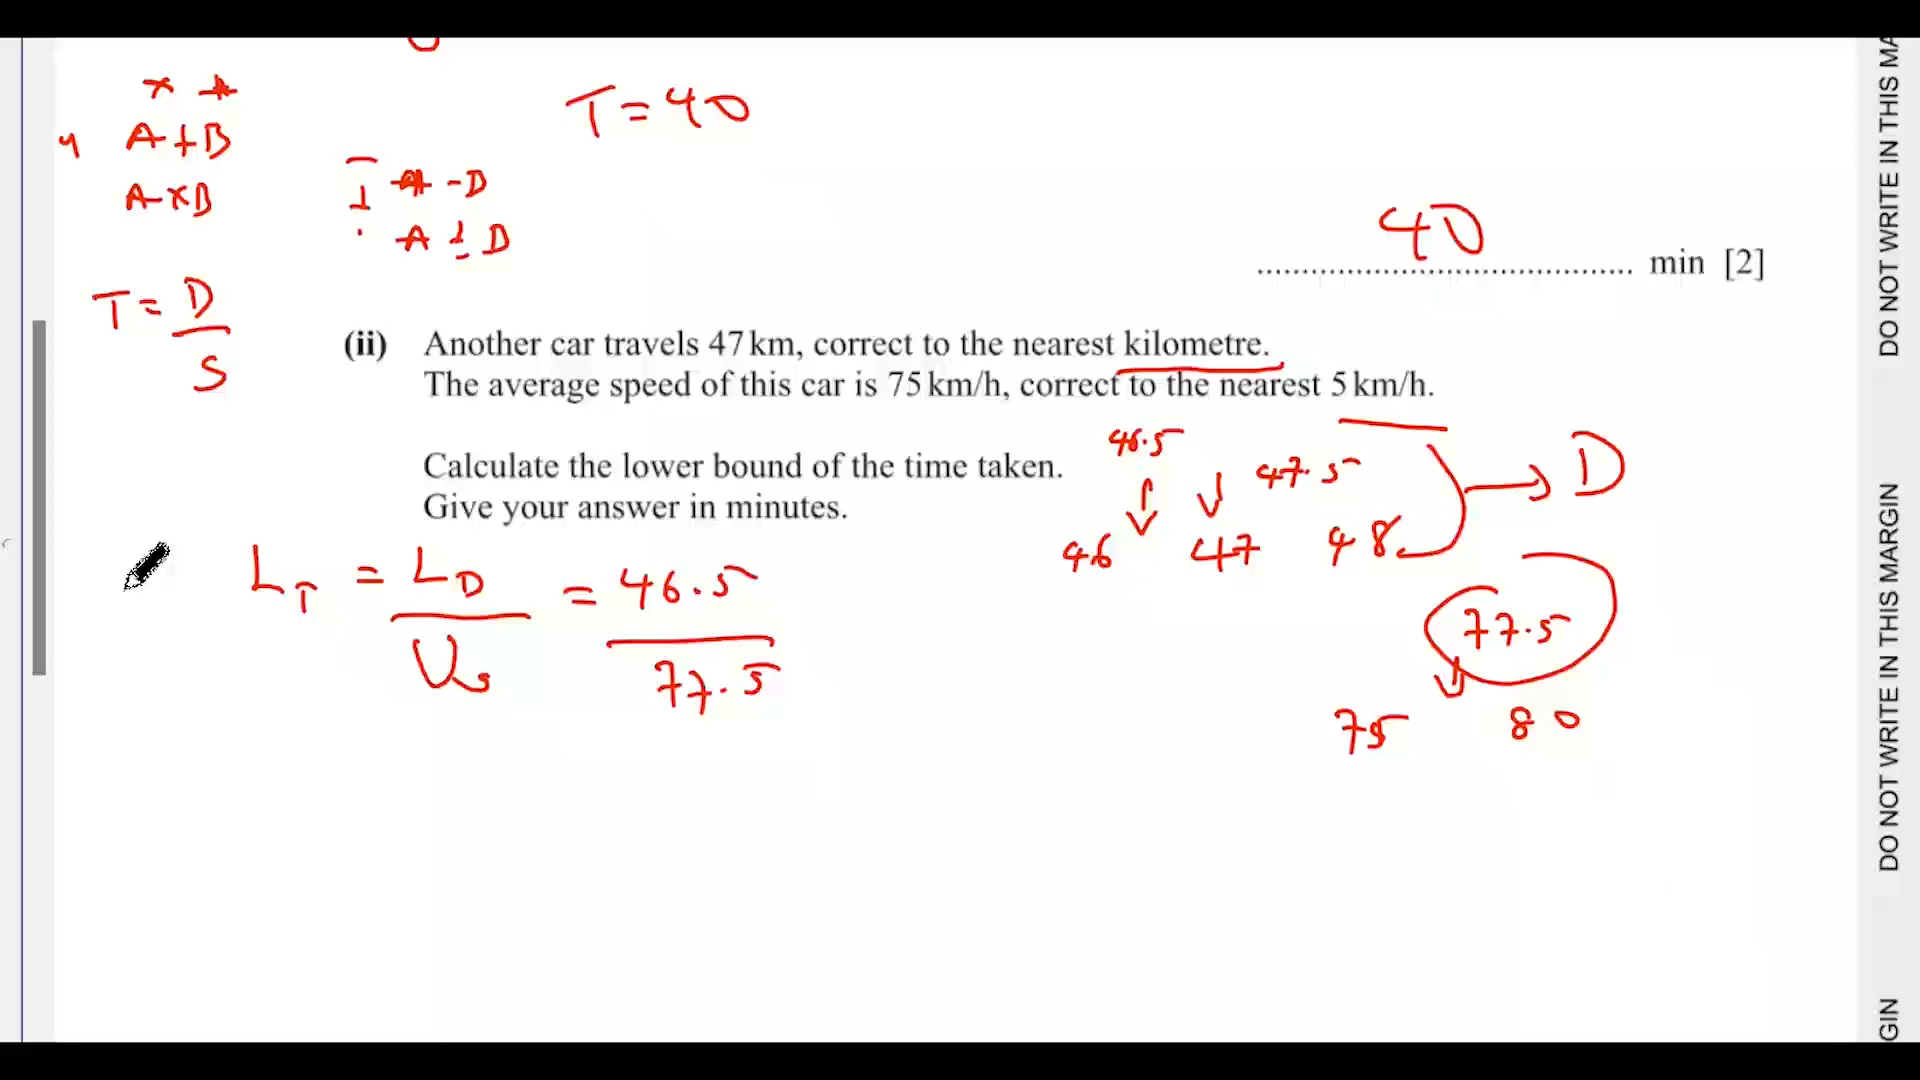 T = 40
A + B
A × B
A - B
A ÷ B
40
min [2]
T = D
S
(ii) Another car travels 47 km, correct to the nearest kilometre.
The average speed of this car is 75 km/h, correct to the nearest 5 km/h.
Calculate the lower bound of the time taken.
Give your answer in minutes.
46.5
47.5
D
46 47 48
L_T = L_D = 46.5
U_S 77.5
77.5
75 80
DO NOT WRITE IN THIS MA
DO NOT WRITE IN THIS MARGIN
GIN